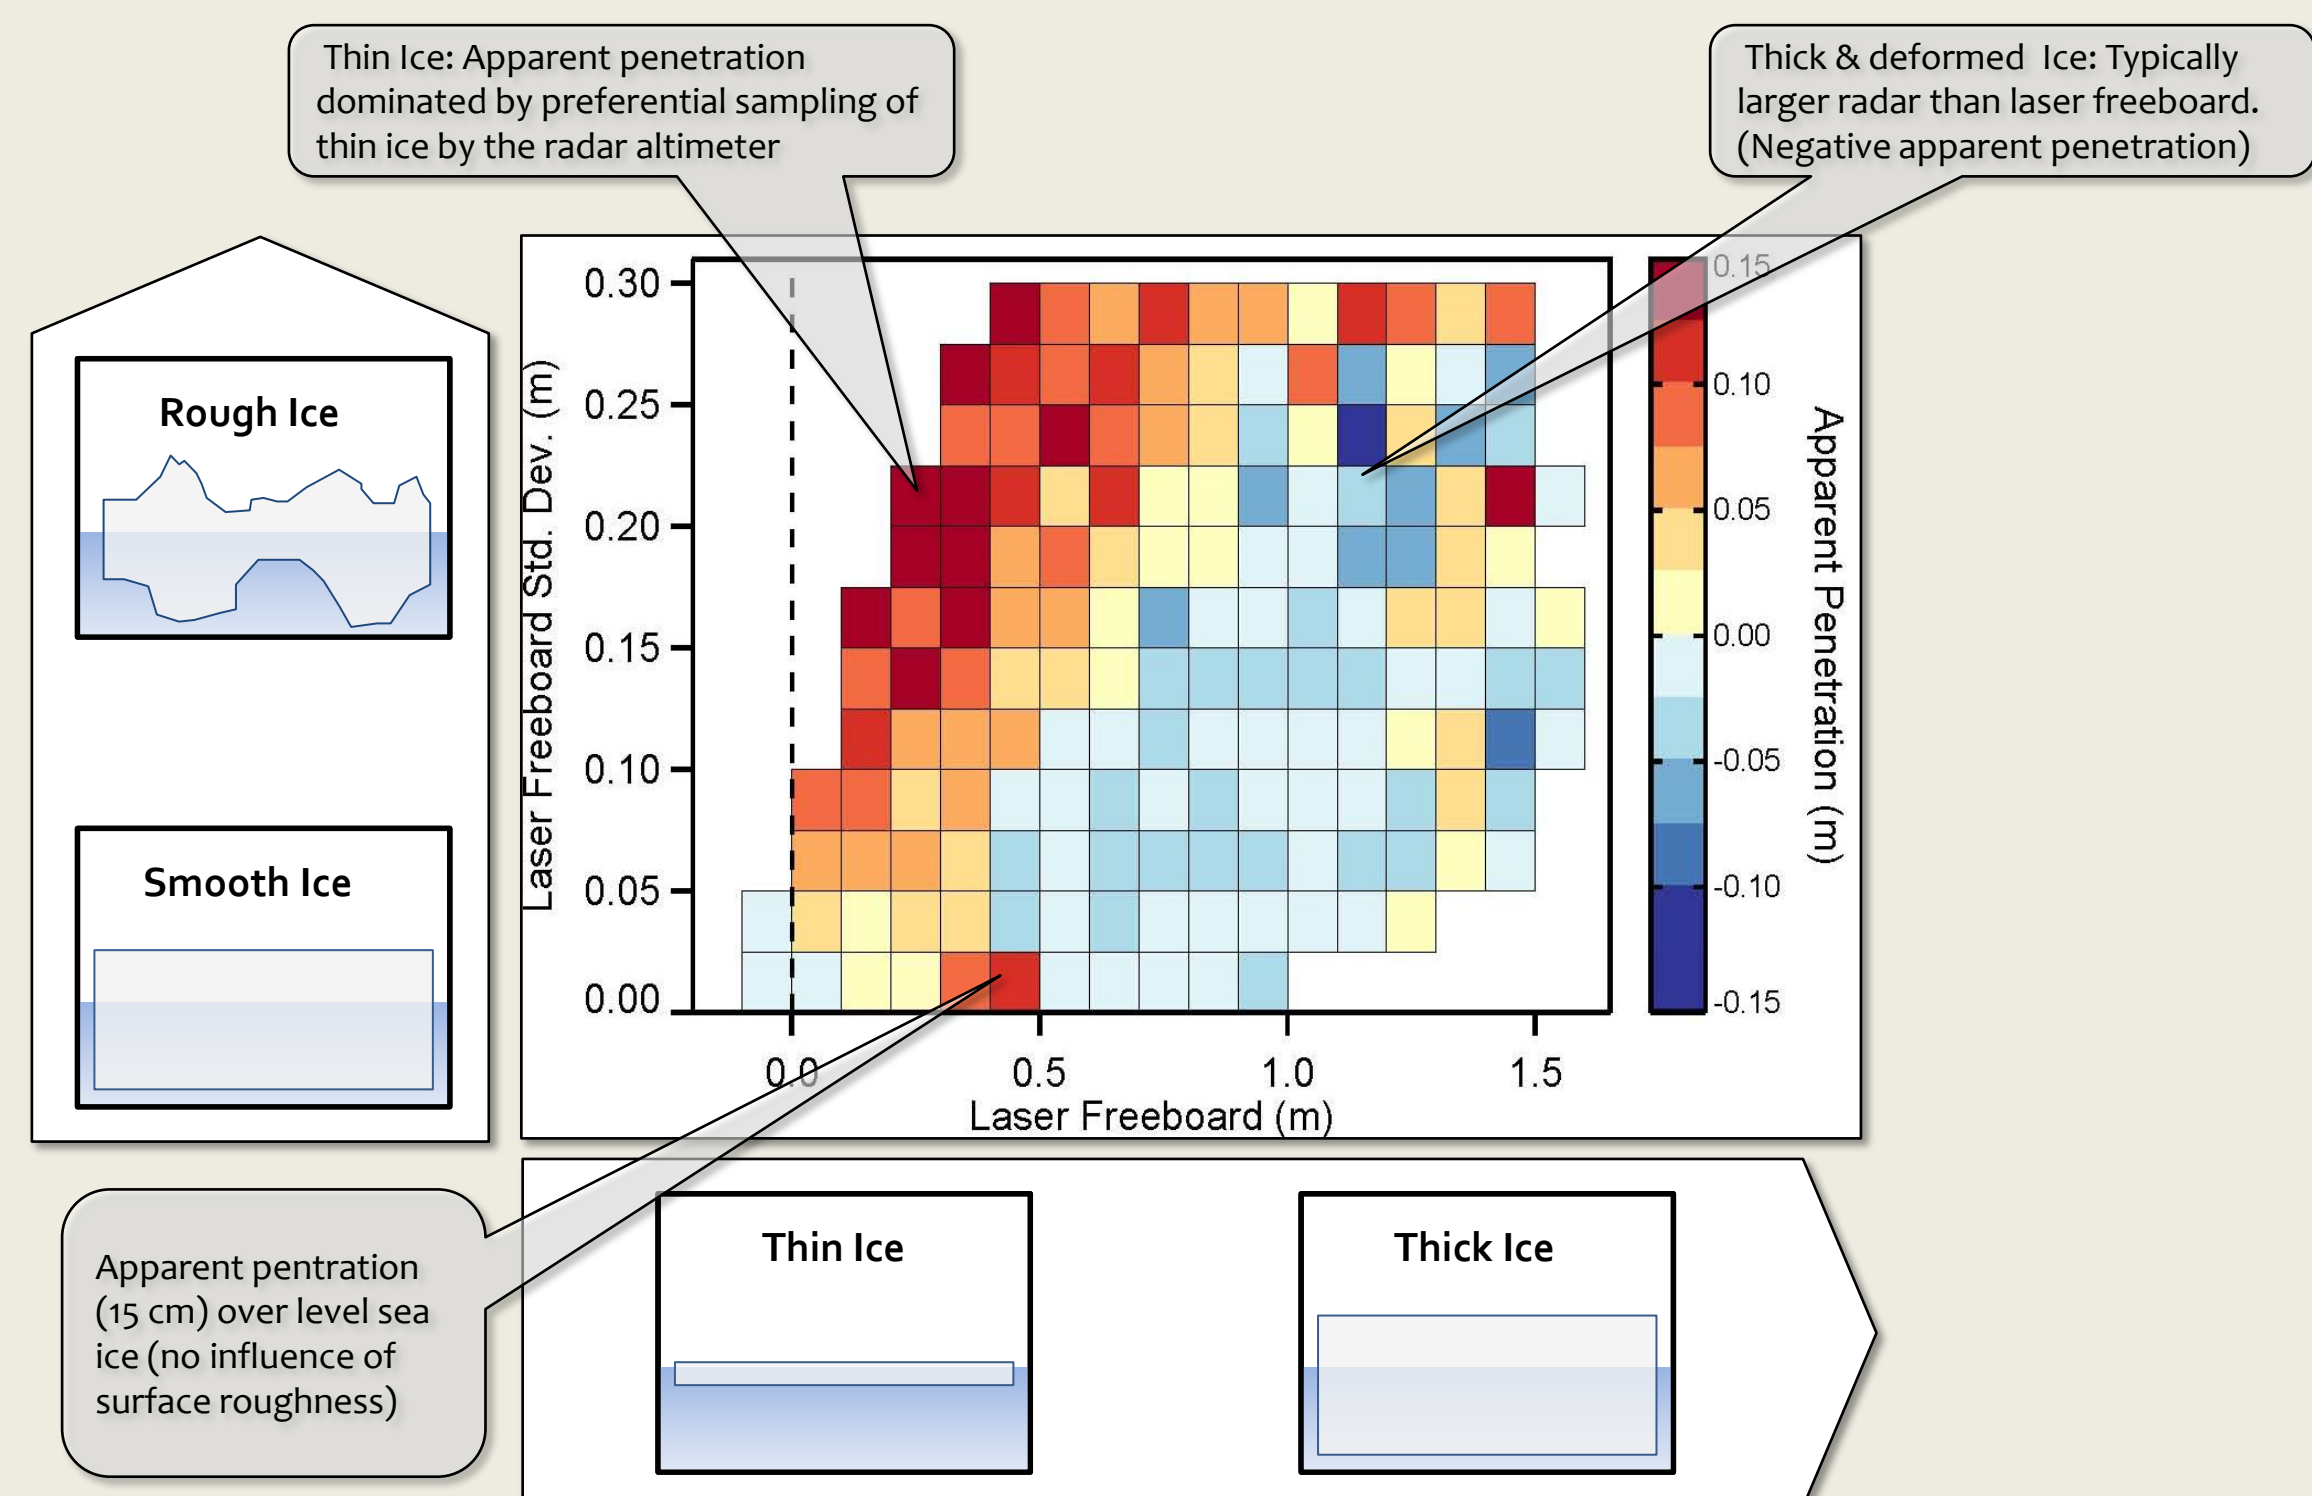 Thin Ice: Apparent penetration
dominated by preferential sampling of
thin ice by the radar altimeter
Thick & deformed Ice: Typically
larger radar than laser freeboard.
(Negative apparent penetration)
Rough Ice
Smooth Ice
Laser Freeboard Std. Dev. (m)
0.30
0.25
0.20
0.15
0.10
0.05
0.00
0.0
0.5
1.0
1.5
Laser Freeboard (m)
0.15
0.10
0.05
0.00
-0.05
-0.10
-0.15
Apparent Penetration (m)
Apparent pentration
(15 cm) over level sea
ice (no influence of
surface roughness)
Thin Ice
Thick Ice